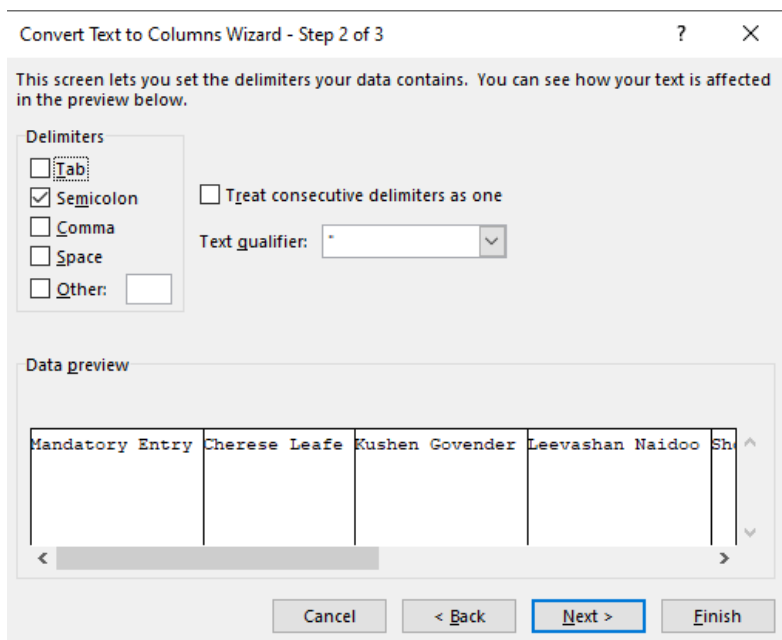 Convert Text to Columns Wizard - Step 2 of 3
?
This screen lets you set the delimiters your data contains. You can see how your text is affected
in the preview below.
Delimiters
Tab
Semicolon
Comma
Space
Other:
Treat consecutive delimiters as one
Text qualifier: "
Data preview
Mandatory Entry Cherese Leafe Kushen Govender Leevashan Naidoo
Cancel < Back Next > Finish